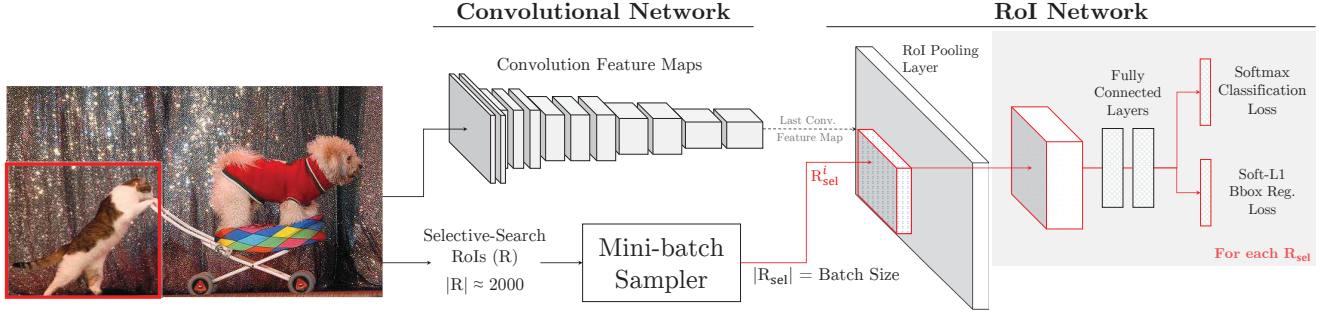 Convolutional Network
RoI Network
Convolution Feature Maps
RoI Pooling
Layer
Fully
Connected
Layers
Softmax
Classification
Loss
Last Conv.
Feature Map
R^i_sel
Soft-L1
Bbox Reg.
Loss
Selective-Search
RoIs (R)
|R| ≈ 2000
Mini-batch
Sampler
|R_sel| = Batch Size
For each R_sel